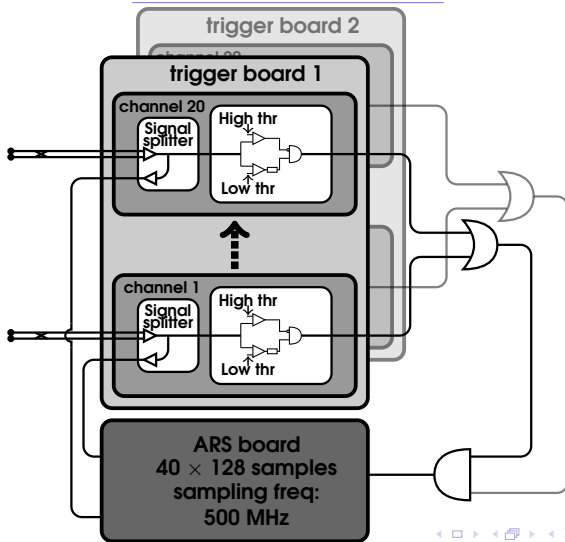 trigger board 2
trigger board 1
channel 20
Signal
splitter
High thr
Low thr
channel 1
Signal
splitter
High thr
Low thr
ARS board
40 × 128 samples
sampling freq:
500 MHz